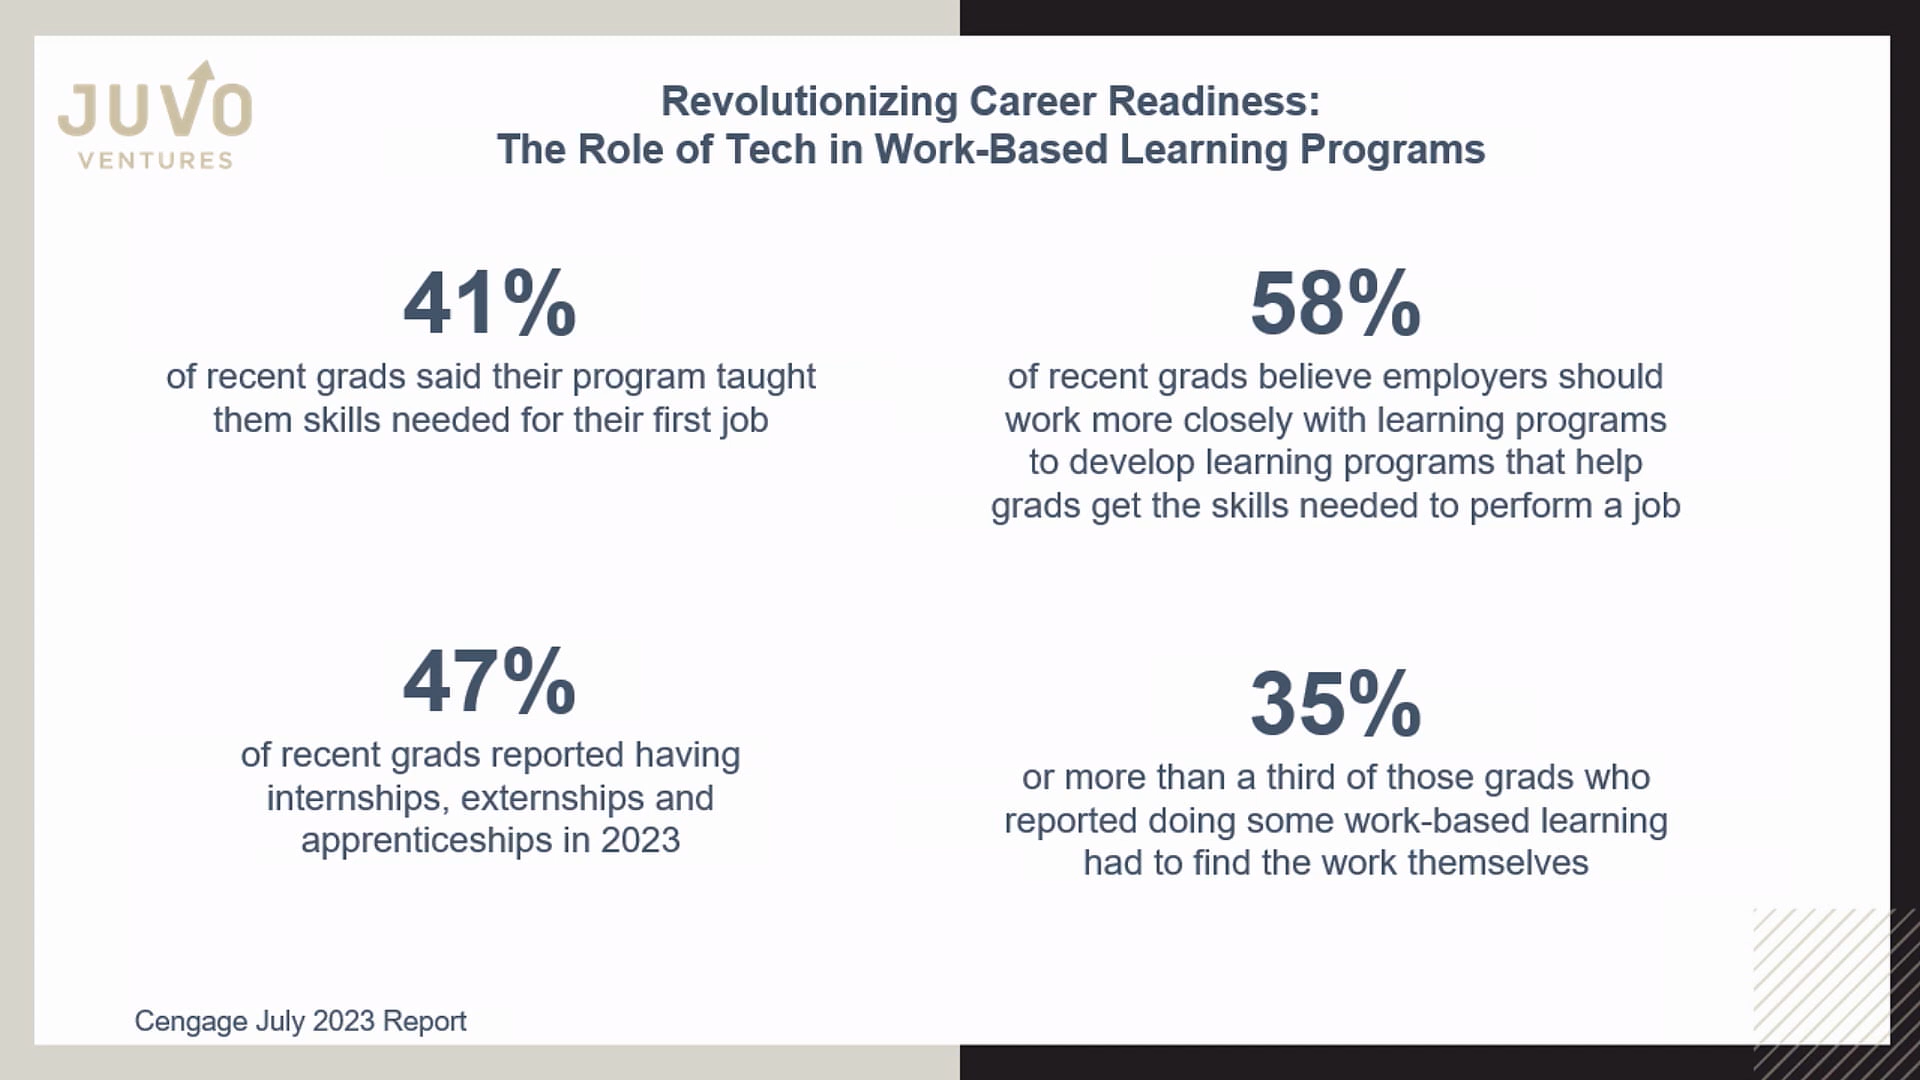 JUVO
VENTURES
Revolutionizing Career Readiness:
The Role of Tech in Work-Based Learning Programs
41%
of recent grads said their program taught
them skills needed for their first job
58%
of recent grads believe employers should
work more closely with learning programs
to develop learning programs that help
grads get the skills needed to perform a job
47%
of recent grads reported having
internships, externships and
apprenticeships in 2023
35%
or more than a third of those grads who
reported doing some work-based learning
had to find the work themselves
Cengage July 2023 Report